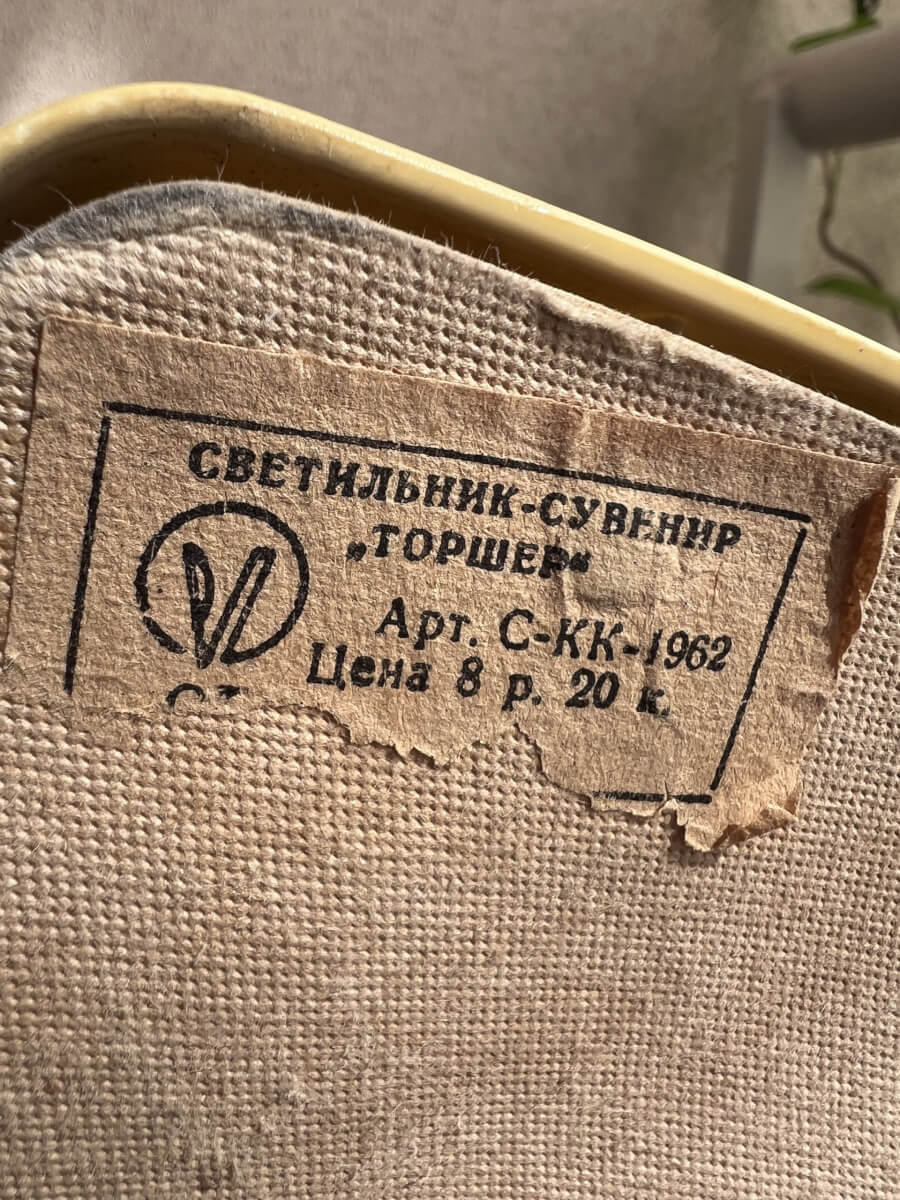 СВЕТИЛЬНИК-СУВЕНИР
„ТОРШЕР“
Арт. С-КК-1962
Цена 8 р. 20 к.